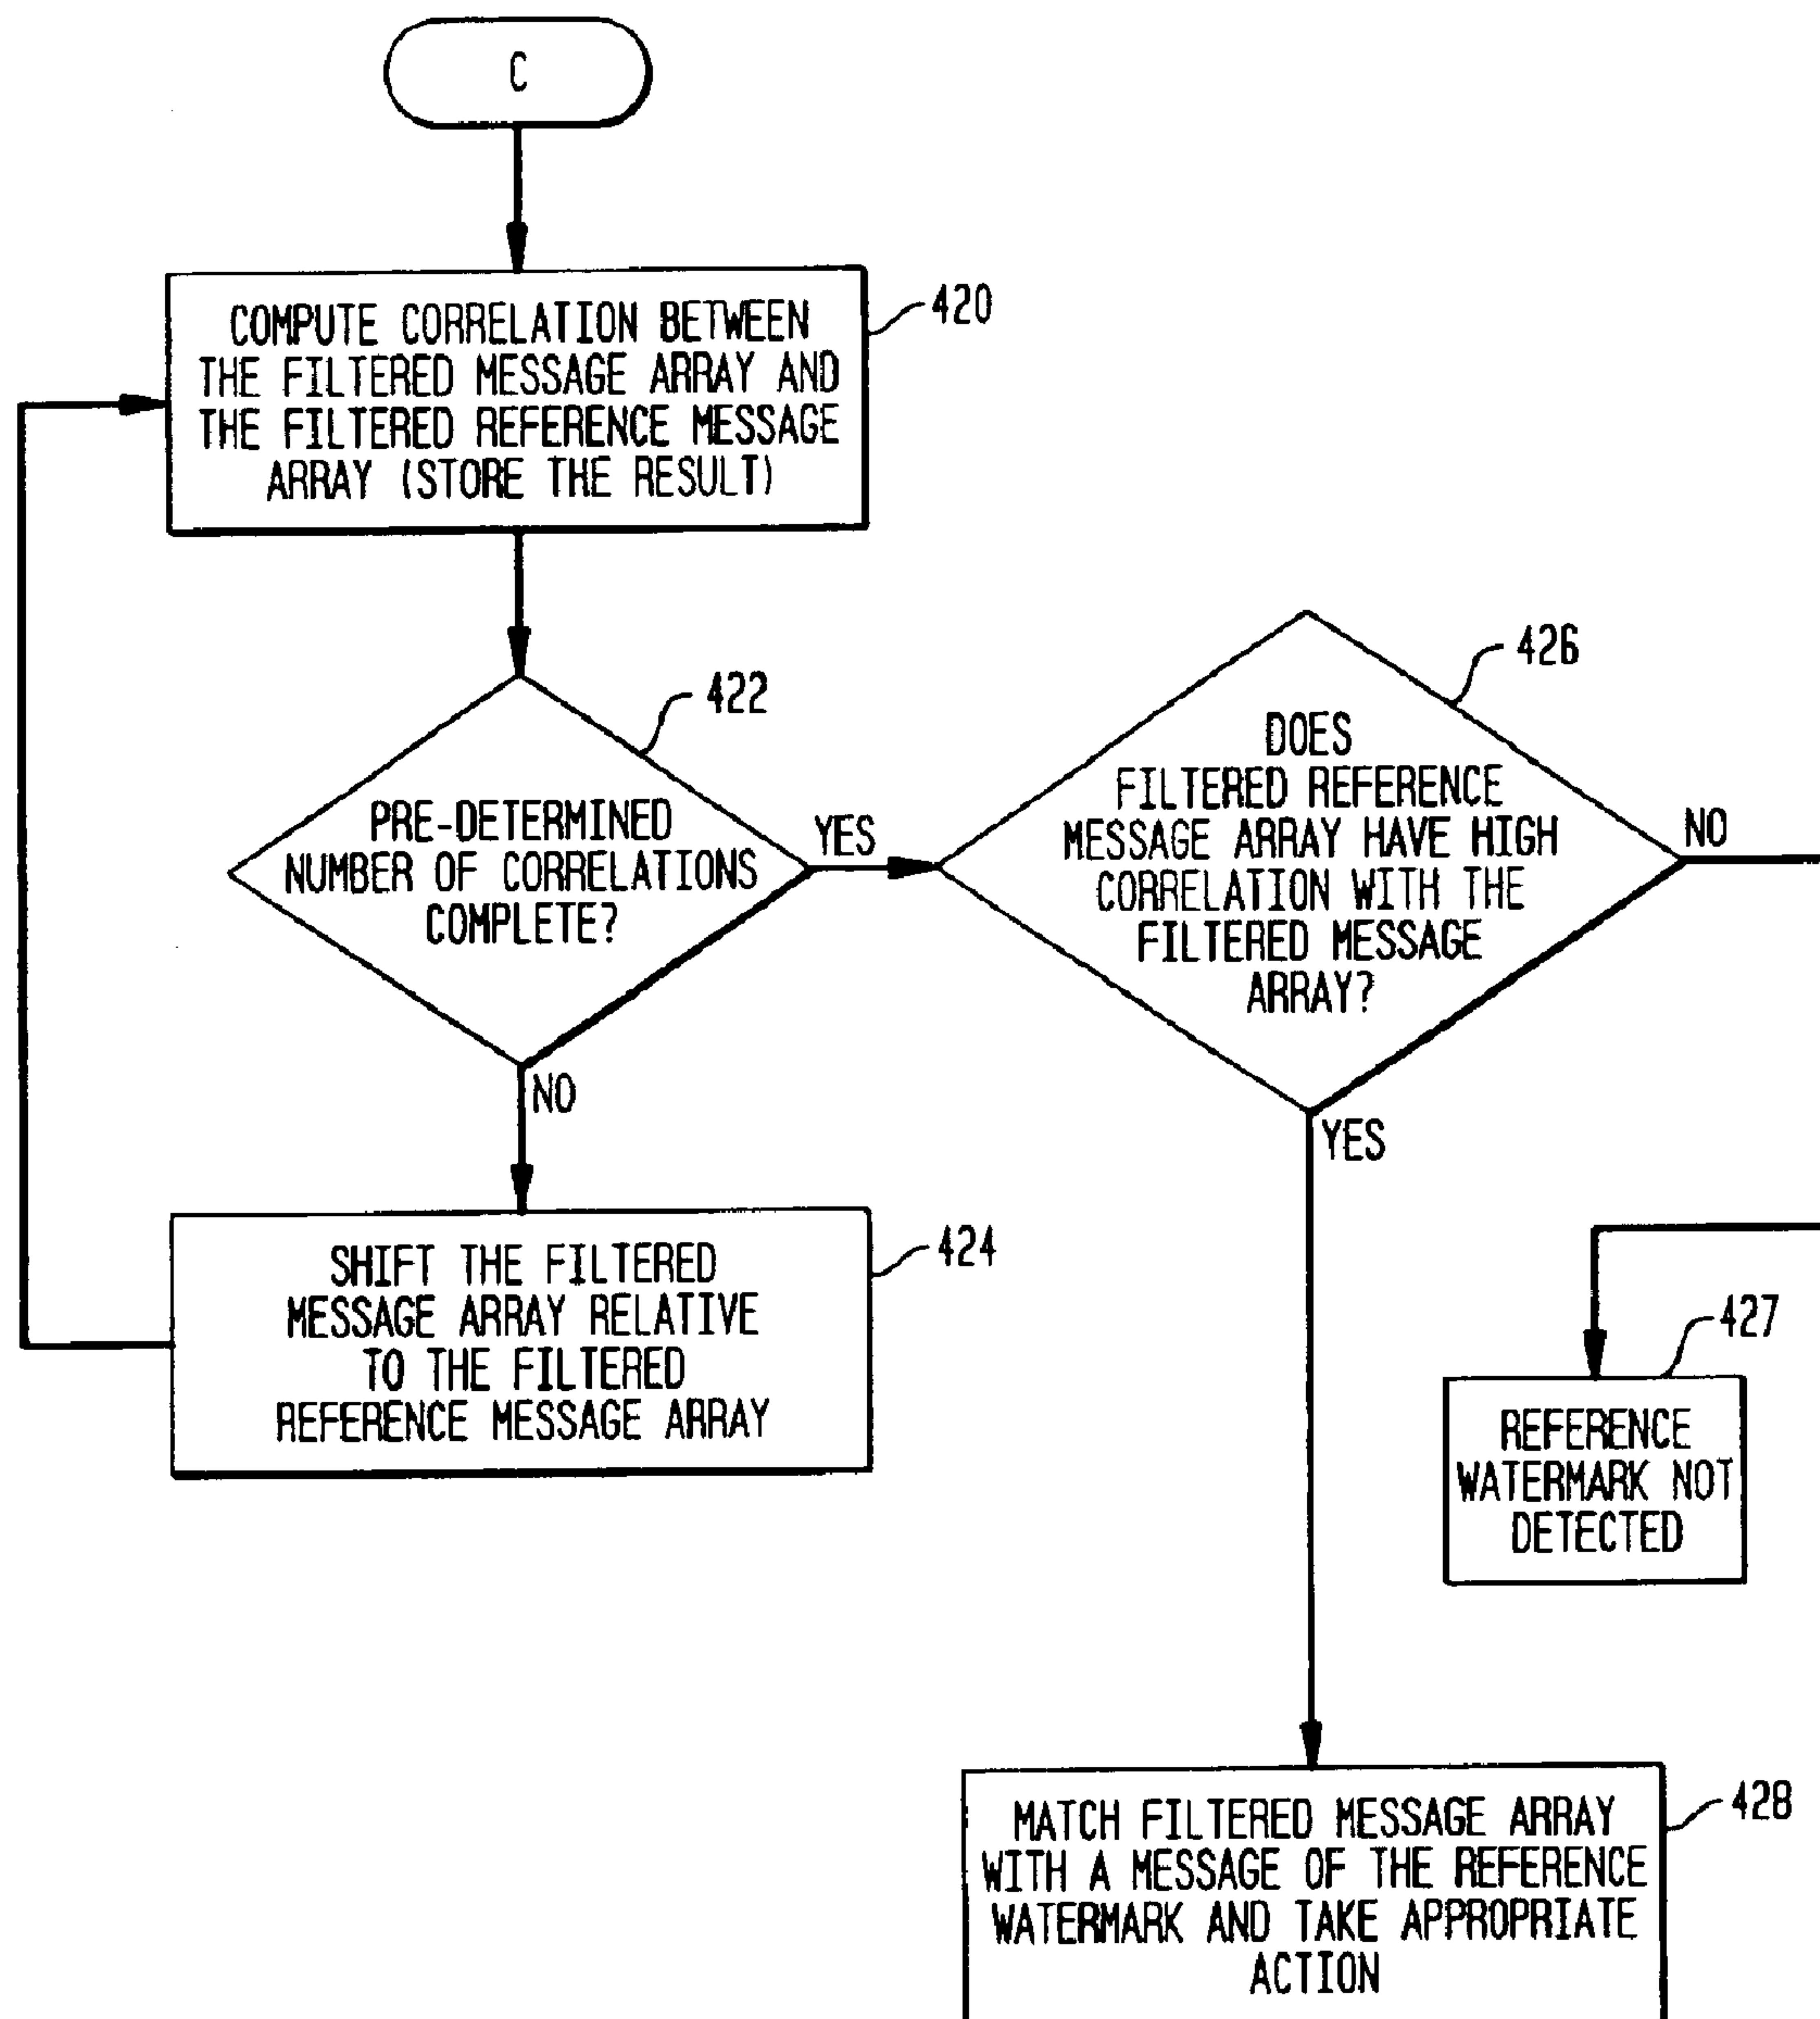 C
COMPUTE CORRELATION BETWEEN
THE FILTERED MESSAGE ARRAY AND
THE FILTERED REFERENCE MESSAGE
ARRAY (STORE THE RESULT)
420
PRE-DETERMINED
NUMBER OF CORRELATIONS
COMPLETE?
422
YES
NO
SHIFT THE FILTERED
MESSAGE ARRAY RELATIVE
TO THE FILTERED
REFERENCE MESSAGE ARRAY
424
DOES
FILTERED REFERENCE
MESSAGE ARRAY HAVE HIGH
CORRELATION WITH THE
FILTERED MESSAGE
ARRAY?
426
NO
YES
REFERENCE
WATERMARK NOT
DETECTED
427
MATCH FILTERED MESSAGE ARRAY
WITH A MESSAGE OF THE REFERENCE
WATERMARK AND TAKE APPROPRIATE
ACTION
428